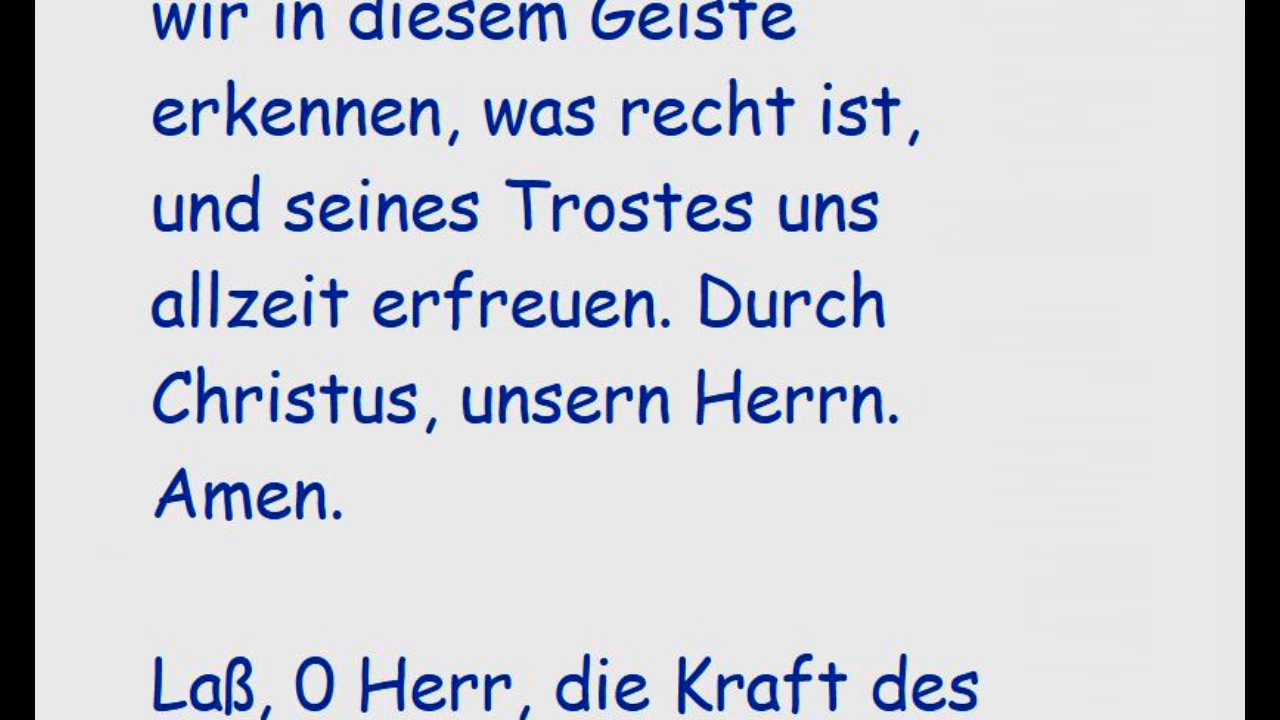 wir in diesem Geiste
erkennen, was recht ist,
und seines Trostes uns
allzeit erfreuen. Durch
Christus, unsern Herrn.
Amen.
Laß, 0 Herr, die Kraft des